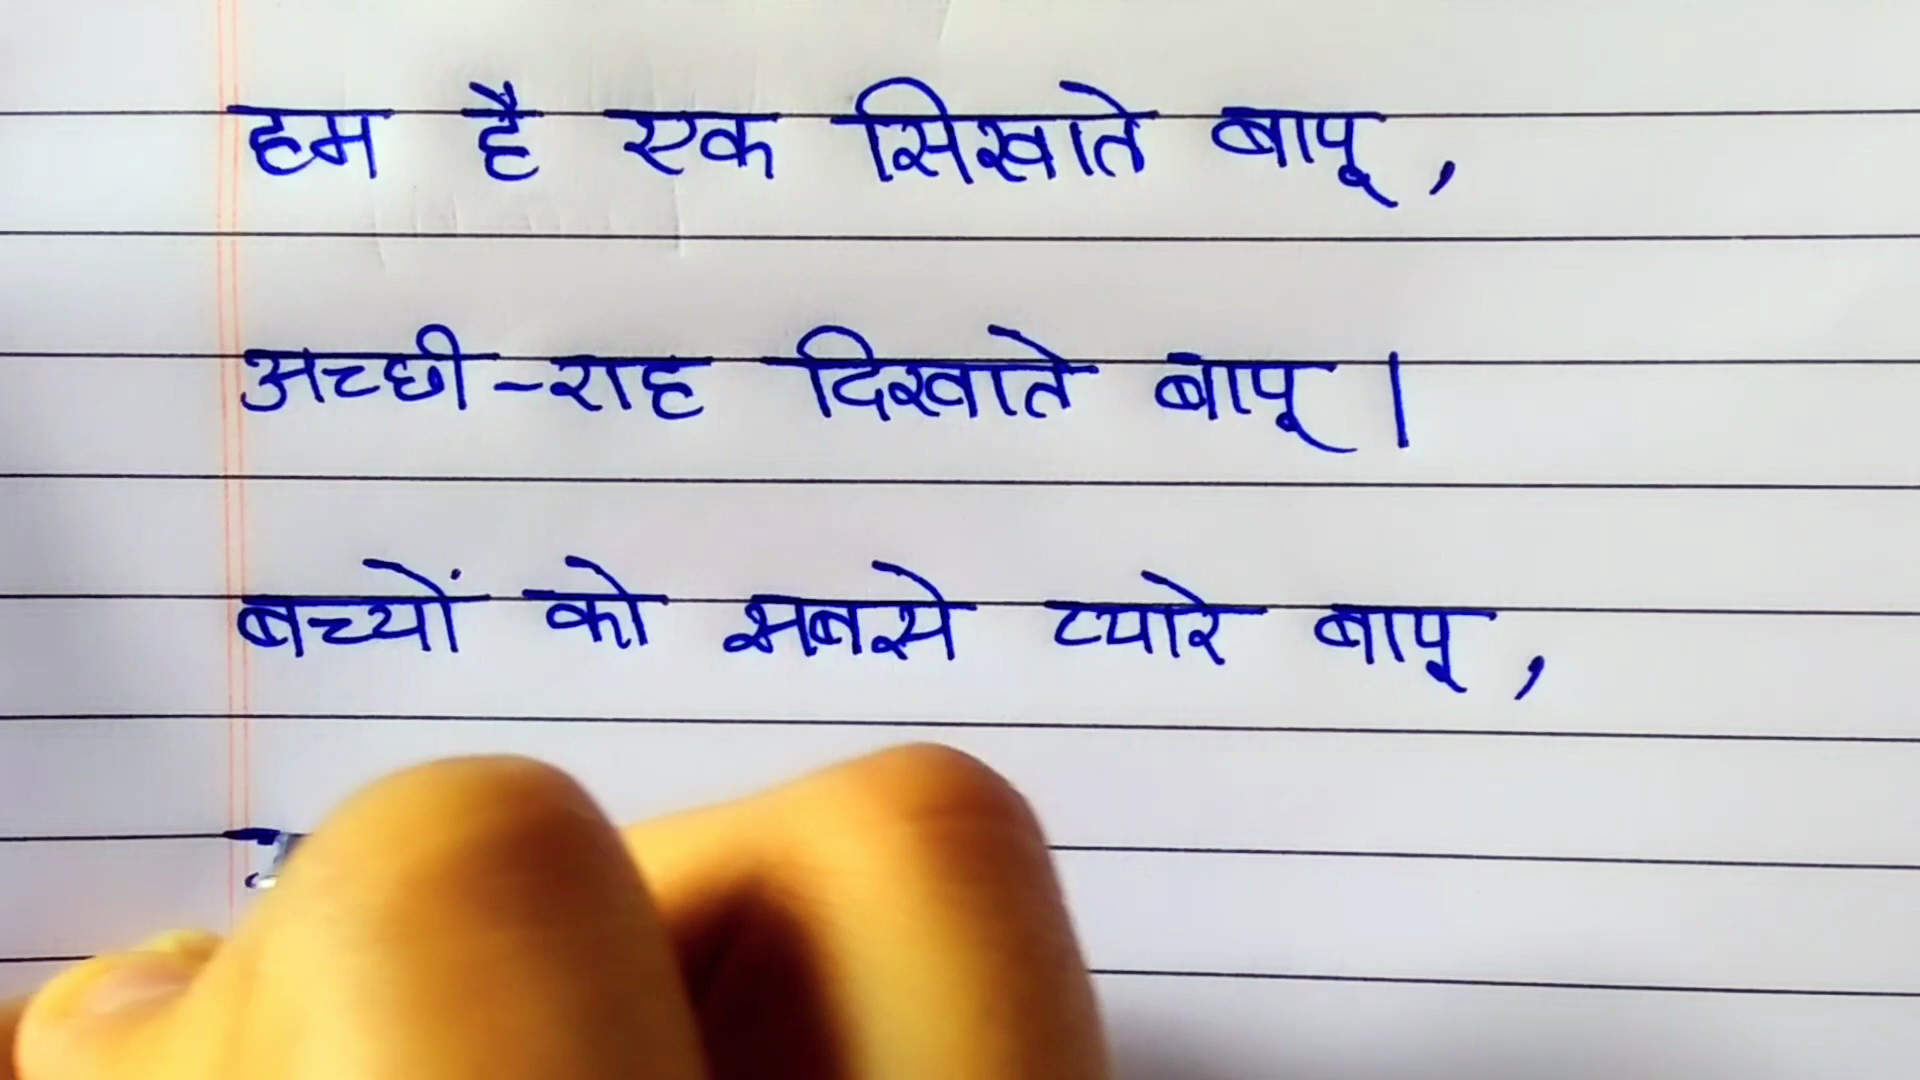 हम है एक सिखाते बापू,
अच्छी-राह दिखाते बापू।
बच्चों को सबसे प्यारे बापू,